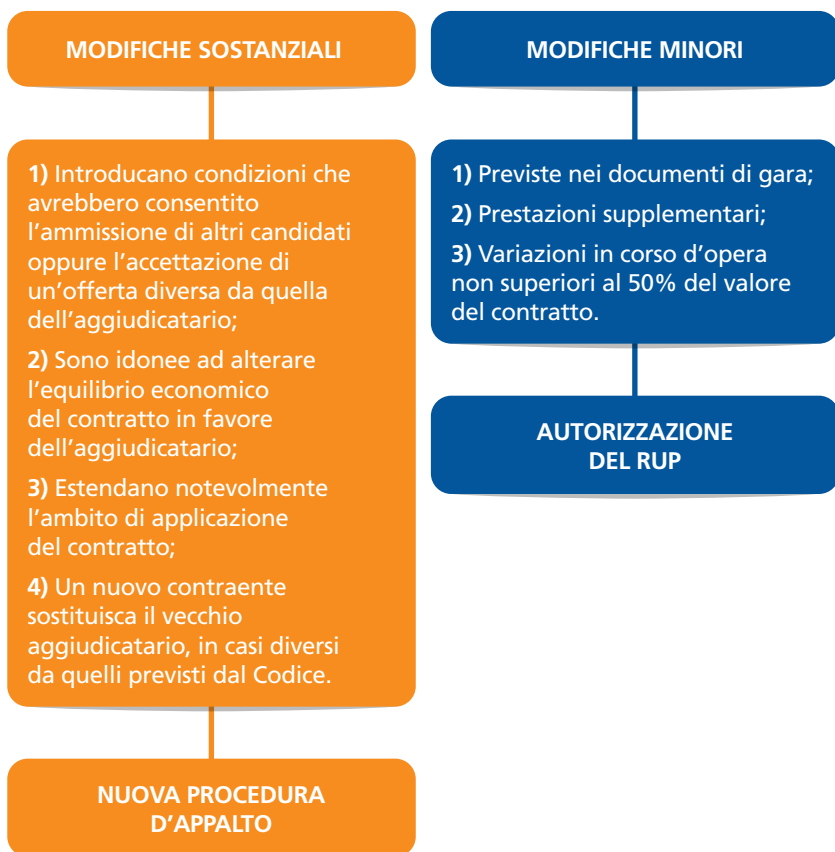 MODIFICHE SOSTANZIALI
1) Introducano condizioni che
avrebbero consentito
l’ammissione di altri candidati
oppure l’accettazione di
un’offerta diversa da quella
dell’aggiudicatario;
2) Sono idonee ad alterare
l’equilibrio economico
del contratto in favore
dell’aggiudicatario;
3) Estendano notevolmente
l’ambito di applicazione
del contratto;
4) Un nuovo contraente
sostituisca il vecchio
aggiudicatario, in casi diversi
da quelli previsti dal Codice.
NUOVA PROCEDURA
D’APPALTO
MODIFICHE MINORI
1) Previste nei documenti di gara;
2) Prestazioni supplementari;
3) Variazioni in corso d’opera
non superiori al 50% del valore
del contratto.
AUTORIZZAZIONE
DEL RUP